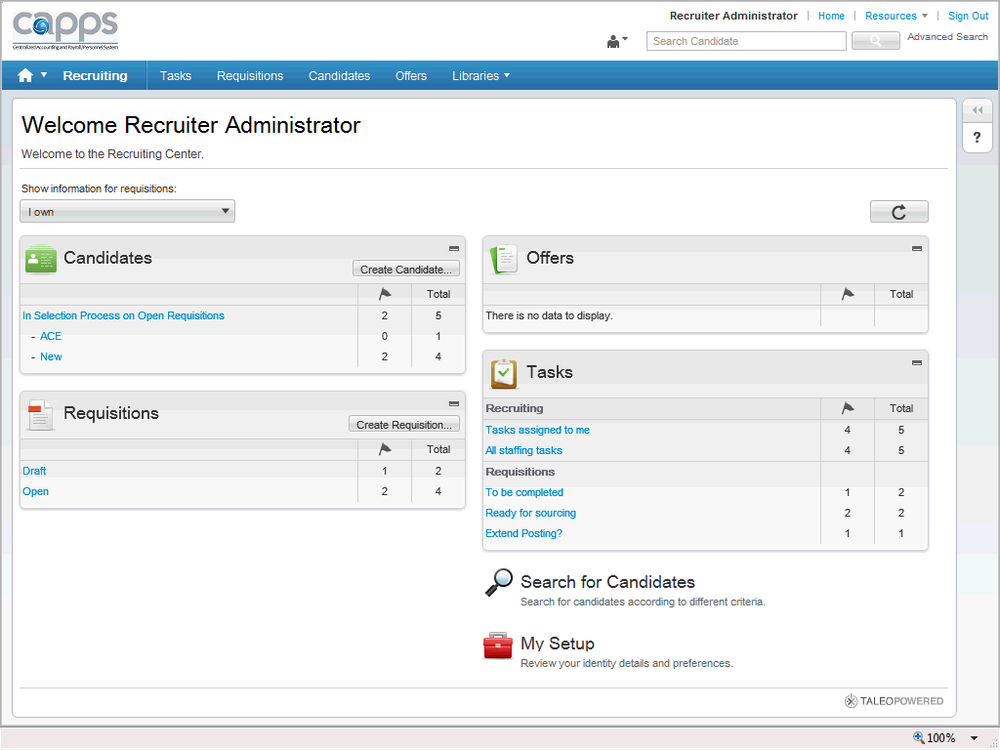 capps
Centralized Accounting and Payroll/Personnel System
Recruiter Administrator | Home | Resources | Sign Out
Search Candidate
Advanced Search
Recruiting
Tasks Requisitions Candidates Offers Libraries
Welcome Recruiter Administrator
Welcome to the Recruiting Center.
?
Show information for requisitions:
I own
Candidates
Create Candidate...
Total
In Selection Process on Open Requisitions 2 5
- ACE 0 1
- New 2 4
Requisitions
Create Requisition...
Total
Draft 1 2
Open 2 4
Offers
Total
There is no data to display.
Tasks
Recruiting Total
Tasks assigned to me 4 5
All staffing tasks 4 5
Requisitions
To be completed 1 2
Ready for sourcing 2 2
Extend Posting? 1 1
Search for Candidates
Search for candidates according to different criteria.
My Setup
Review your identity details and preferences.
TALEOPOWERED
100%